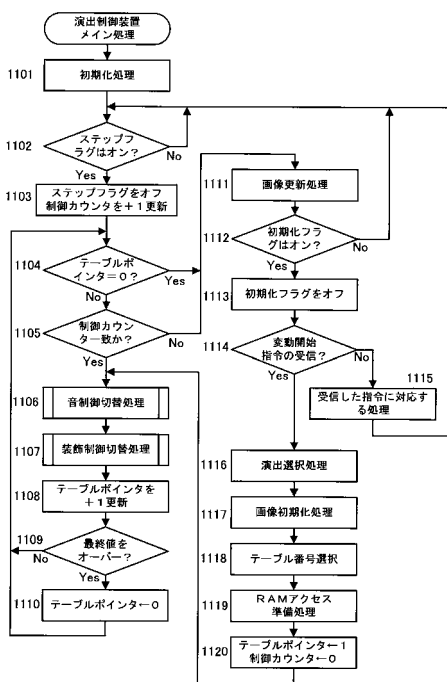 演出制御装置
メイン処理
1101
初期化処理
1102
ステップフ
ラグはオン?
No
Yes
1103
ステップフラグをオフ
制御カウンタを+1更新
1104
テーブルポ
インタ=0?
Yes
No
1105
制御カウン
ター致か?
No
Yes
1106
音制御切替処理
1107
装飾制御切替処理
1108
テーブルポインタを
+1更新
1109
最終値を
オーバー?
No
Yes
1110
テーブルポインタ←0
1111
画像更新処理
1112
初期化フラ
グはオン?
No
Yes
1113
初期化フラグをオフ
1114
変動開始
指令の受信?
No
Yes
1115
受信した指令に対応す
る処理
1116
演出選択処理
1117
画像初期化処理
1118
テーブル番号選択
1119
RAMアクセス
準備処理
1120
テーブルポインタ←1
制御カウンタ←0